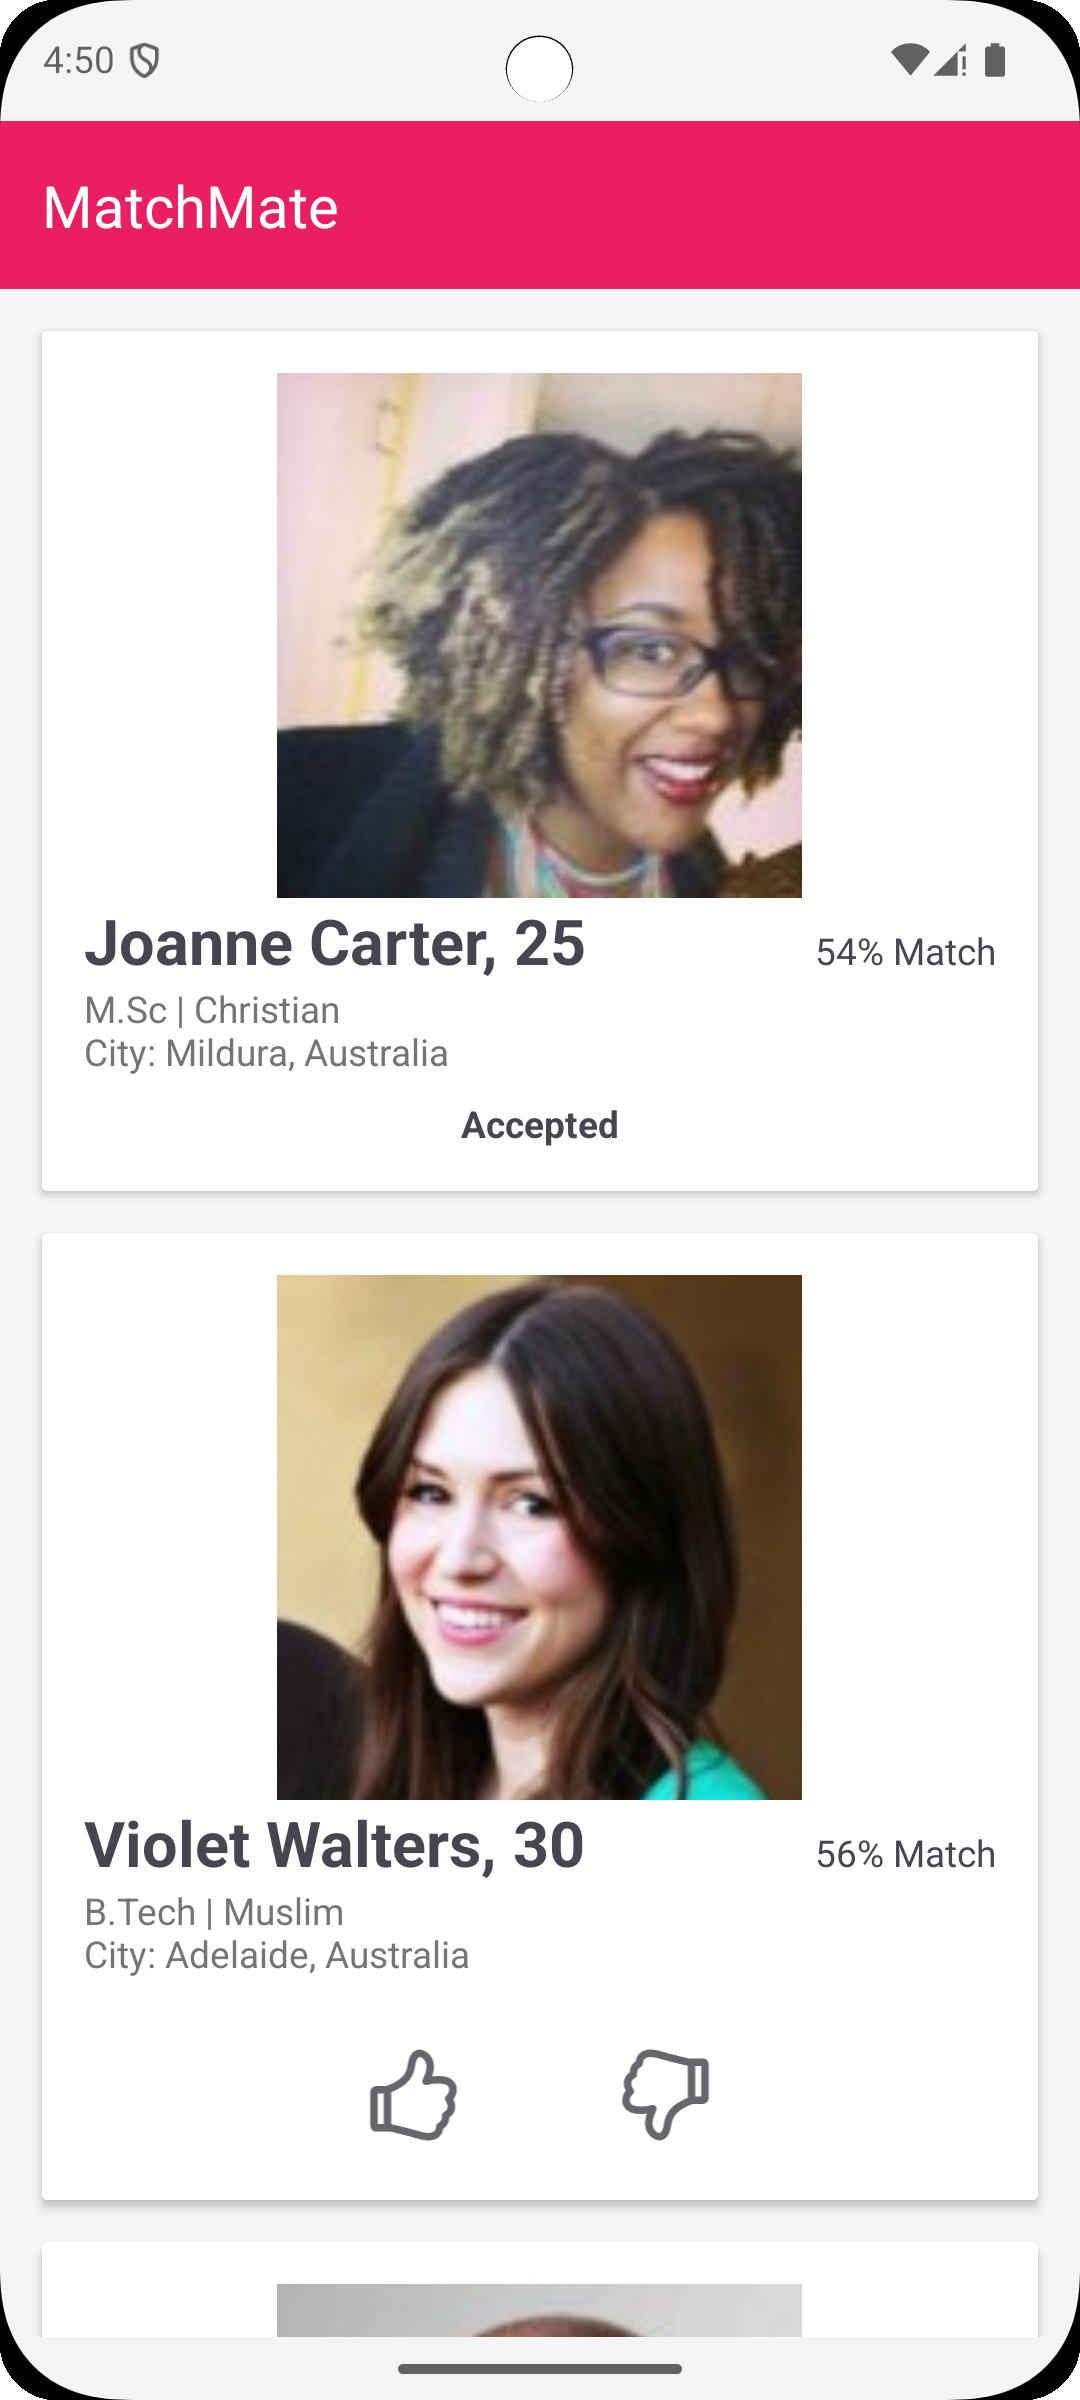 4:50
MatchMate
Joanne Carter, 25
54% Match
M.Sc | Christian
City: Mildura, Australia
Accepted
Violet Walters, 30
56% Match
B.Tech | Muslim
City: Adelaide, Australia